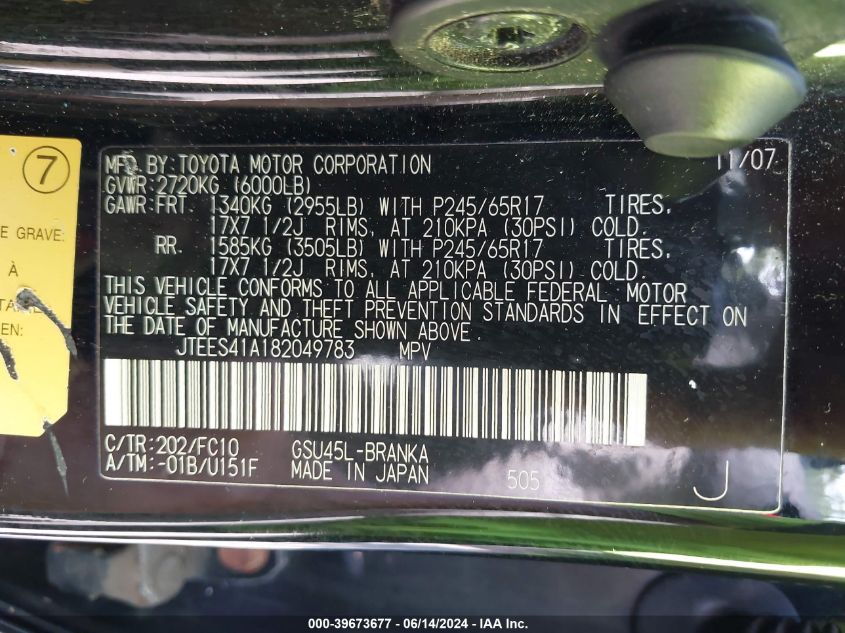 7
E GRAVE:
À
EN:
MFD. BY: TOYOTA MOTOR CORPORATION 11/07
GVWR: 2720KG (6000LB)
GAWR: FRT. 1340KG (2955LB) WITH P245/65R17 TIRES,
17X7 1/2J RIMS, AT 210KPA (30PSI) COLD.
RR. 1585KG (3505LB) WITH P245/65R17 TIRES,
17X7 1/2J RIMS, AT 210KPA (30PSI) COLD.
THIS VEHICLE CONFORMS TO ALL APPLICABLE FEDERAL MOTOR
VEHICLE SAFETY AND THEFT PREVENTION STANDARDS IN EFFECT ON
THE DATE OF MANUFACTURE SHOWN ABOVE.
JTEES41A182049783 MPV
C/TR: 202/FC10 GSU45L-BRANKA
A/TM: -01B/U151F MADE IN JAPAN 505 J
000-39673677 - 06/14/2024 - IAA Inc.